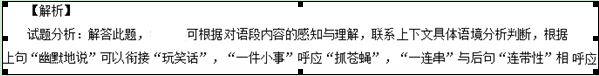 【解析】
试题分析：解答此题， 可根据对语段内容的感知与理解，联系上下文具体语境分析判断，根据
上句“幽默地说”可以衔接“玩笑话”，“一件小事”呼应“抓苍蝇”，“一连串”与后句“连带性”相 呼应